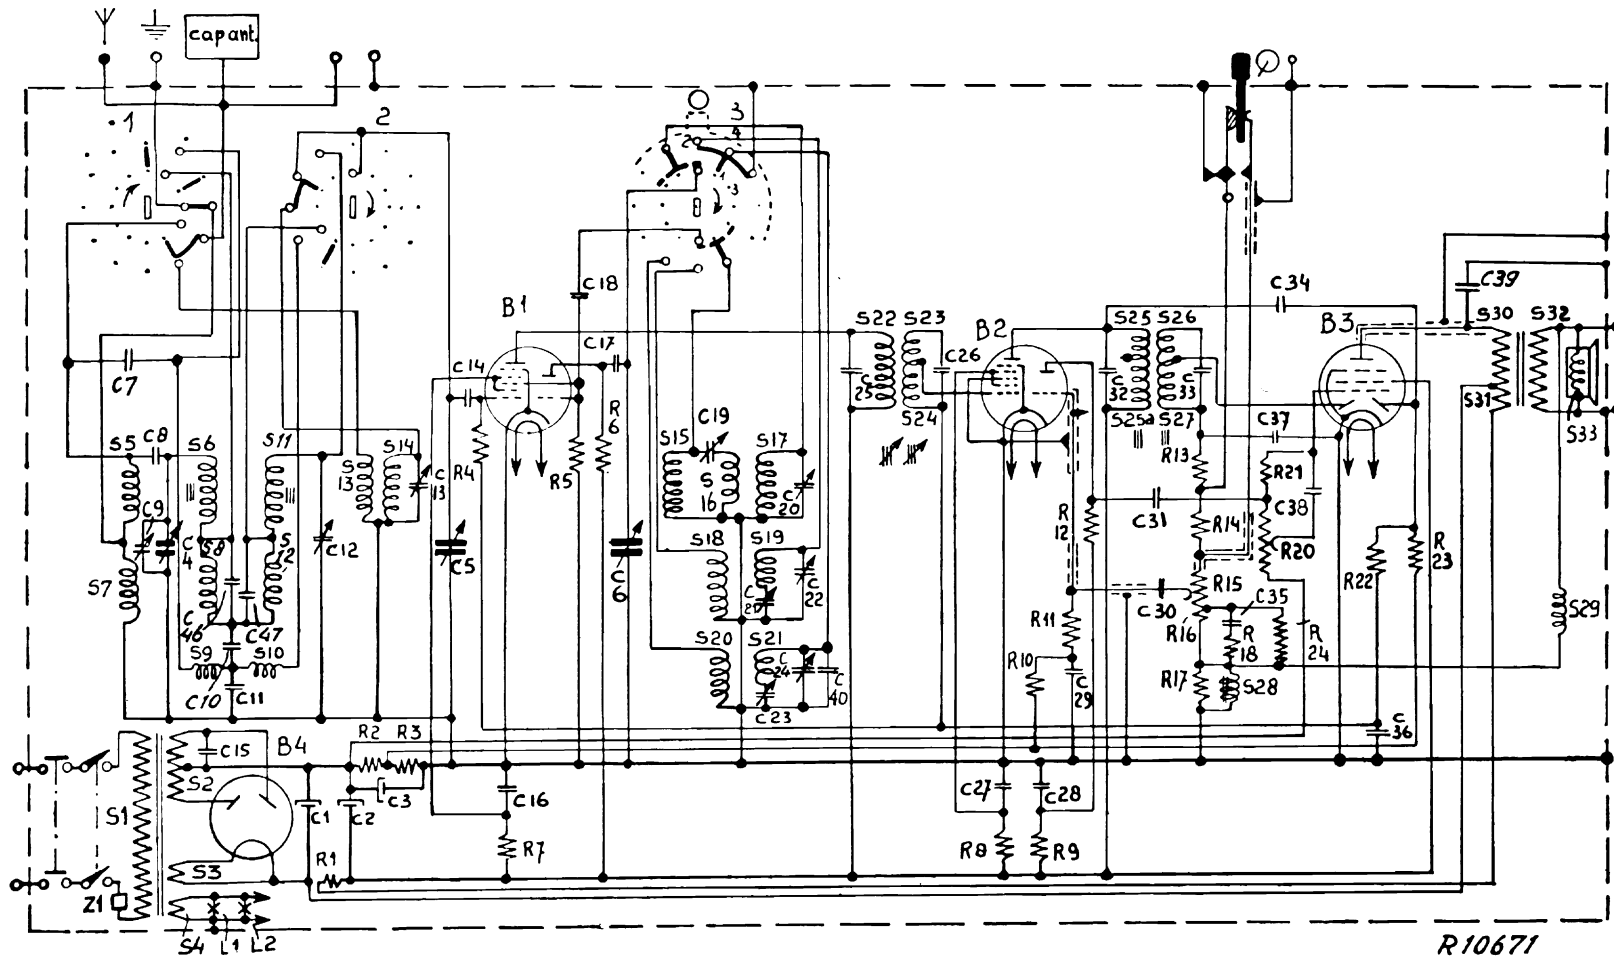 cap ant.
1
2
3
4
2
1
3
C7
C14
B1
C18
C17
R6
S22
S23
C25
C26
S24
B2
S25
S26
C32
C33
S25a
S27
C34
B3
C39
S30
S32
S31
S33
S5
C8
S6
S11
S13
S14
C13
R4
R5
S15
C19
S16
S17
C20
C9
C4
S8
S12
C12
C5
C6
S18
S19
C21
C22
R12
C31
R13
R14
C37
R21
C38
R20
R22
R23
S7
C46
C47
S9
S10
C10
C11
S20
S21
C24
C40
C23
R11
R10
C29
C30
R15
R16
C35
R18
R24
R17
S28
S29
C36
C15
B4
R2
R3
S2
S1
C1
C2
C3
C16
R7
C27
C28
R8
R9
S3
R1
Z1
S4
L1
L2
R10671